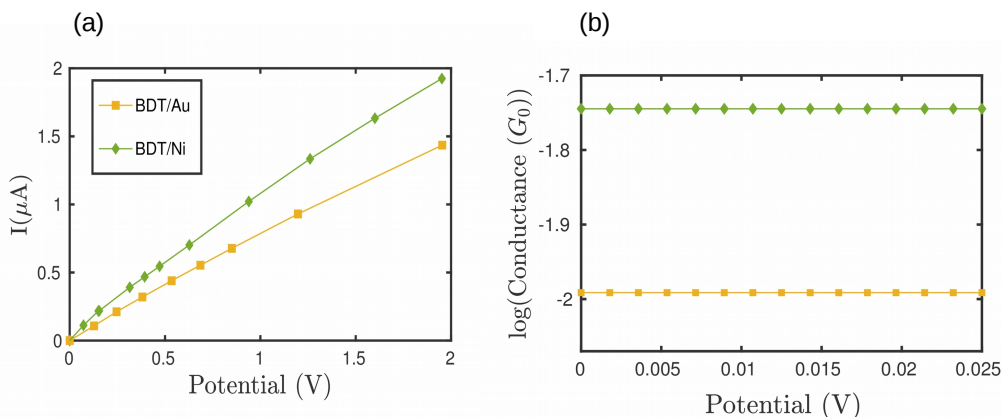 (a)
2
1.5
1
0.5
0
I(μA)
BDT/Au
BDT/Ni
0
0.5
1
1.5
2
Potential (V)
(b)
-1.7
-1.8
-1.9
-2
log(Conductance (G₀))
0
0.005
0.01
0.015
0.02
0.025
Potential (V)